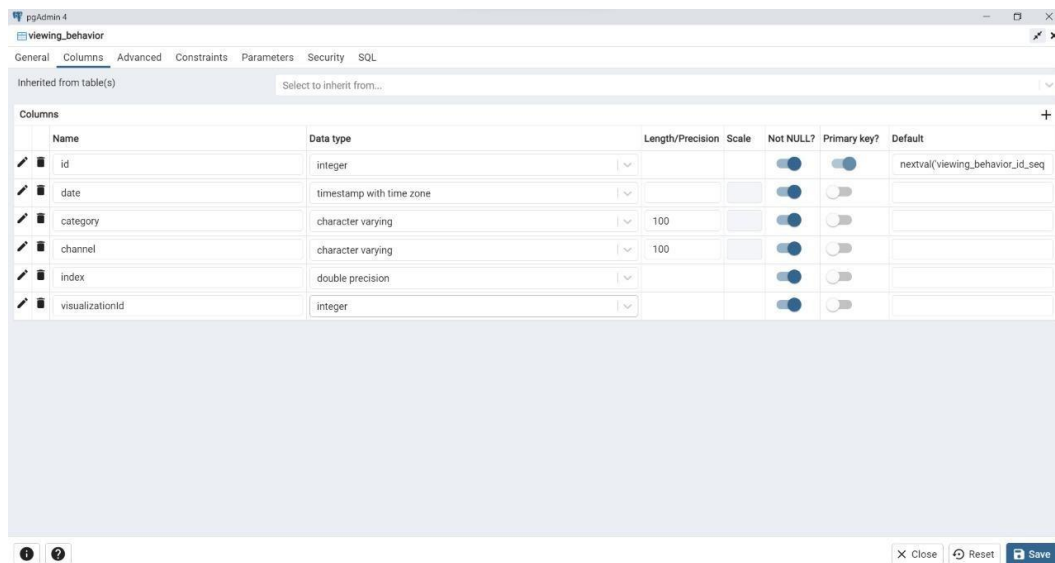 pgAdmin 4
viewing_behavior
General Columns Advanced Constraints Parameters Security SQL
Inherited from table(s) Select to inherit from...
Columns
Name Data type Length/Precision Scale Not NULL? Primary key? Default
id integer nextval('viewing_behavior_id_seq
date timestamp with time zone
category character varying 100
channel character varying 100
index double precision
visualizationId integer
Close Reset Save